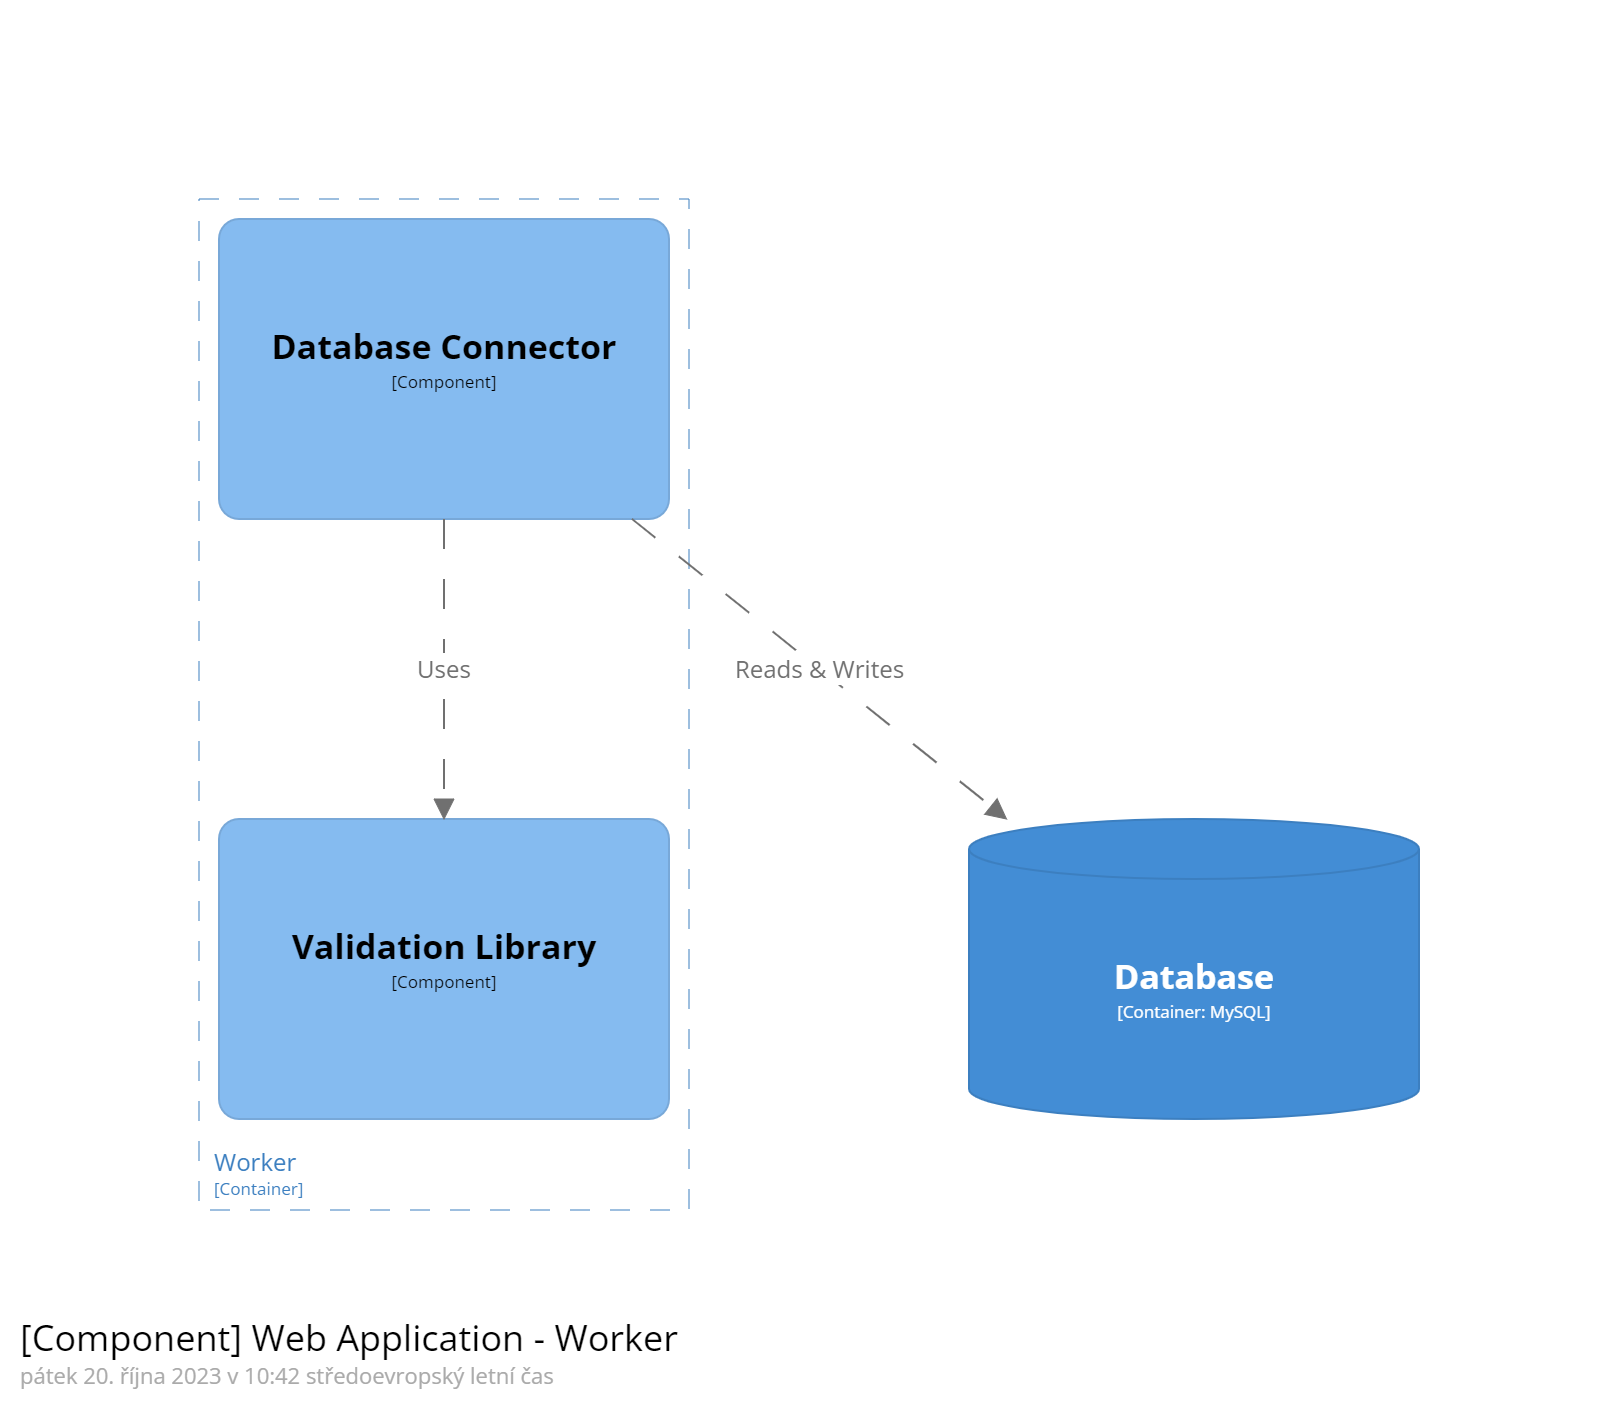 Database Connector
[Component]
Uses
Reads & Writes
Validation Library
[Component]
Database
[Container: MySQL]
Worker
[Container]
[Component] Web Application - Worker
pátek 20. října 2023 v 10:42 středoevropský letní čas